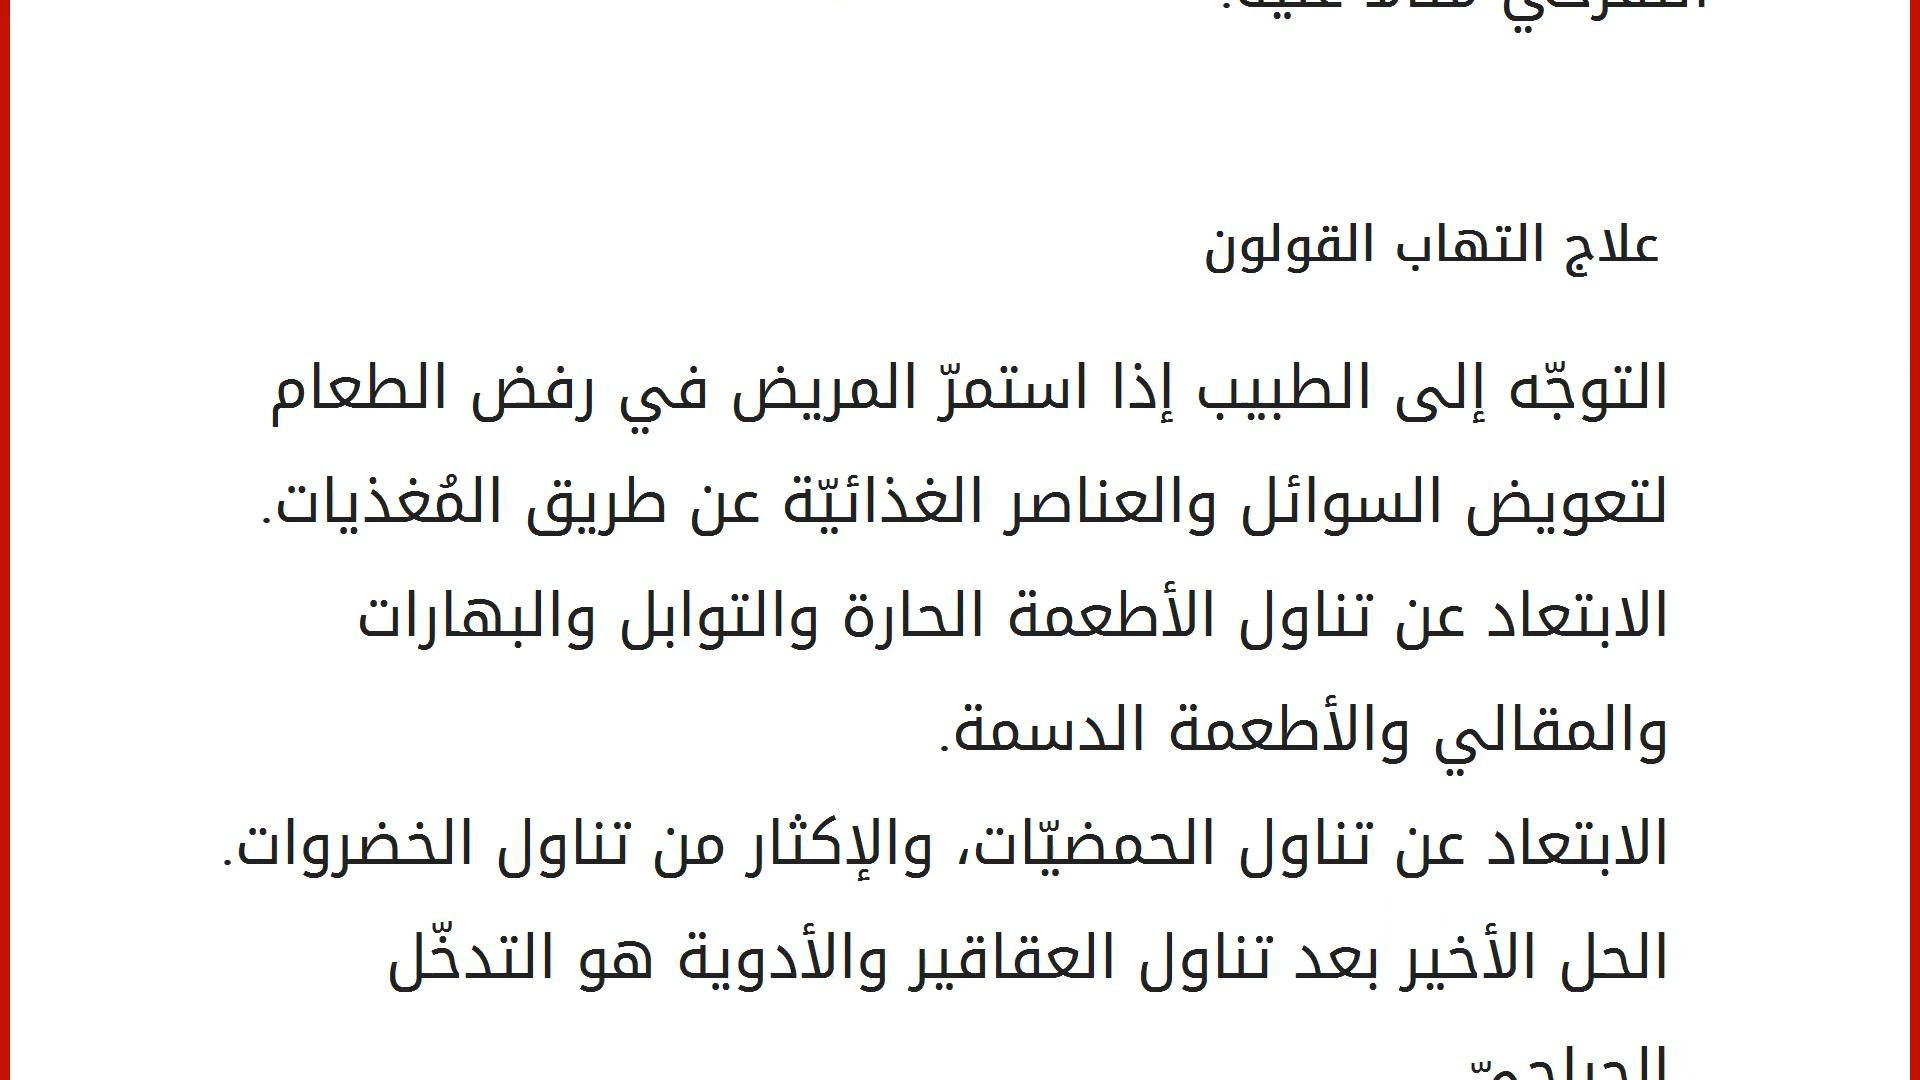 علاج التهاب القولون
التوجّه إلى الطبيب إذا استمرّ المريض في رفض الطعام
لتعويض السوائل والعناصر الغذائيّة عن طريق المُغذيات.
الابتعاد عن تناول الأطعمة الحارة والتوابل والبهارات
والمقالي والأطعمة الدسمة.
الابتعاد عن تناول الحمضيّات، والإكثار من تناول الخضروات.
الحل الأخير بعد تناول العقاقير والأدوية هو التدخّل
الجراحيّ